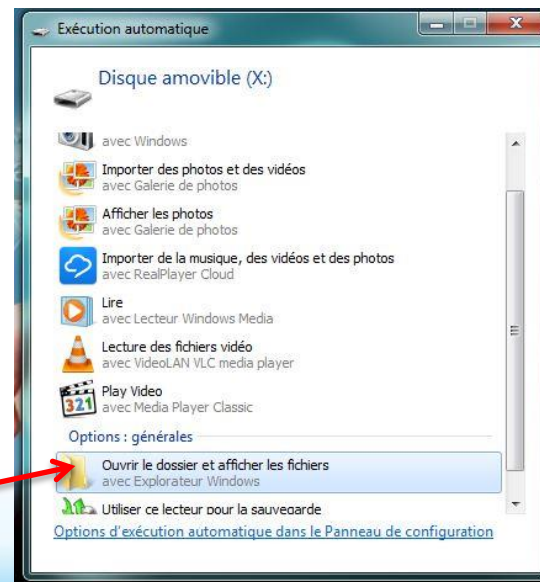 Exécution automatique
Disque amovible (X:)
avec Windows
Importer des photos et des vidéos
avec Galerie de photos
Afficher les photos
avec Galerie de photos
Importer de la musique, des vidéos et des photos
avec RealPlayer Cloud
Lire
avec Lecteur Windows Media
Lecture des fichiers vidéo
avec VideoLAN VLC media player
321
Play Video
avec Media Player Classic
Options : générales
Ouvrir le dossier et afficher les fichiers
avec Explorateur Windows
Utiliser ce lecteur pour la sauvegarde
Options d'exécution automatique dans le Panneau de configuration